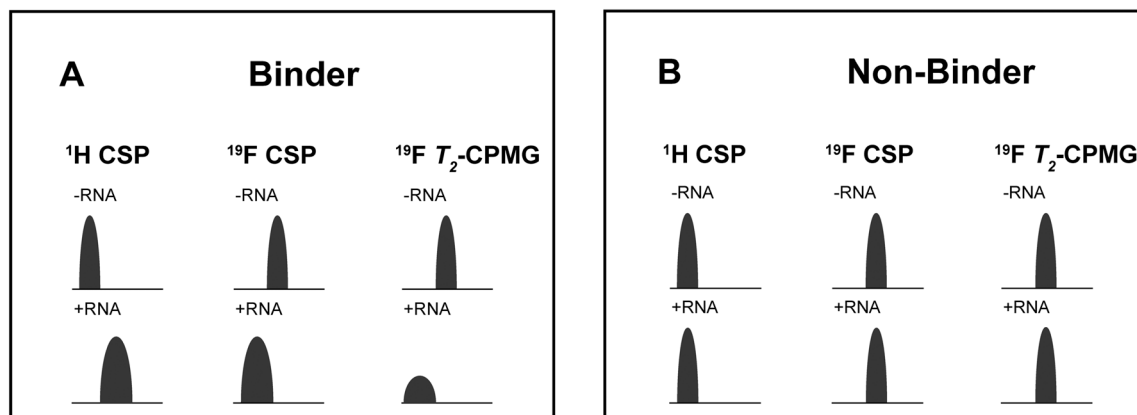 A Binder
¹H CSP ¹⁹F CSP ¹⁹F T₂-CPMG
-RNA -RNA -RNA
+RNA +RNA +RNA
B Non-Binder
¹H CSP ¹⁹F CSP ¹⁹F T₂-CPMG
-RNA -RNA -RNA
+RNA +RNA +RNA